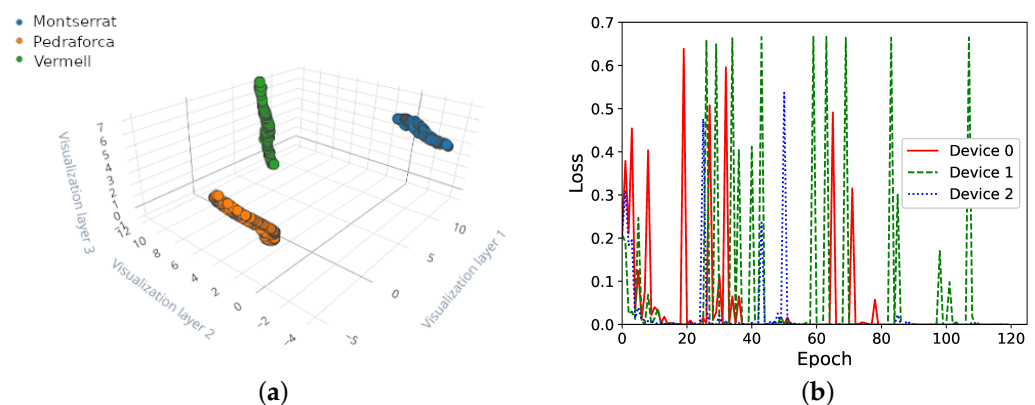 Montserrat
Pedraforca
Vermell
7
6
5
4
3
2
1
0
Visualization layer 3
12
10
8
6
4
2
0
-2
-4
Visualization layer 2
10
5
0
-5
Visualization layer 1
(a)
0.7
0.6
0.5
0.4
0.3
0.2
0.1
0.0
Loss
0 20 40 60 80 100 120
Epoch
Device 0
Device 1
Device 2
(b)